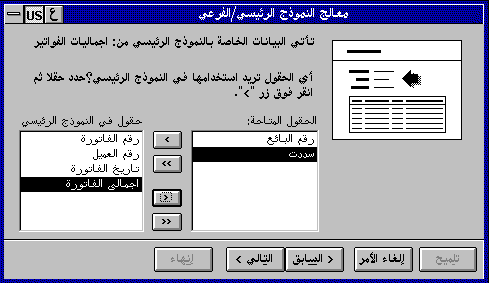 معالج النموذج الرئيسي/الفرعي
ع US
تأتي البيانات الخاصة بالنموذج الرئيسي من: اجماليات الفواتير
أي الحقول تريد استخدامها في النموذج الرئيسي؟حدد حقلا ثم
انقر فوق زر "<".
الحقول المتاحة:
رقم البائع
سددت
<
<<
>
>>
حقول في النموذج الرئيسي
رقم الفاتورة
رقم العميل
تاريخ الفاتورة
اجمالي الفاتورة
تلميح
إلغاء الأمر
< السابق
التالي >
إنهاء